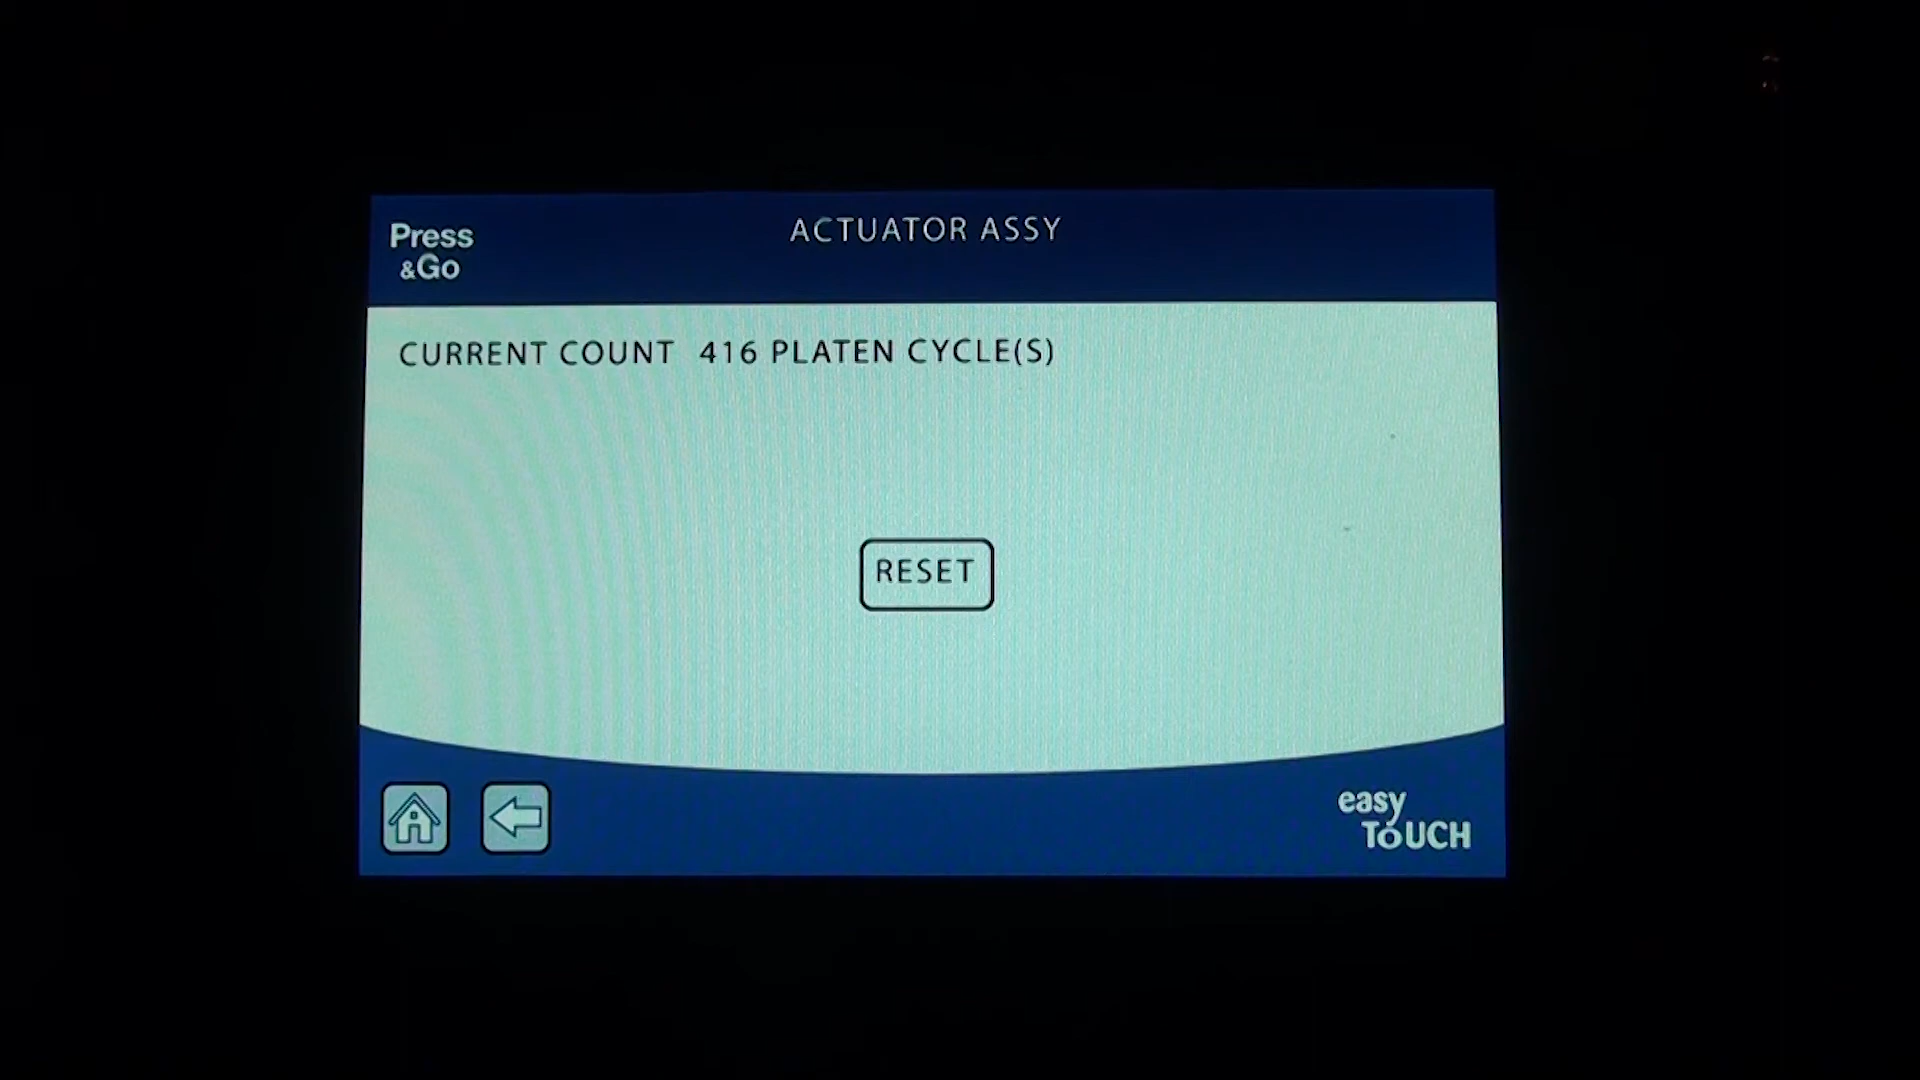 Press
&Go
ACTUATOR ASSY
CURRENT COUNT 416 PLATEN CYCLE(S)
RESET
easy
ToUCH